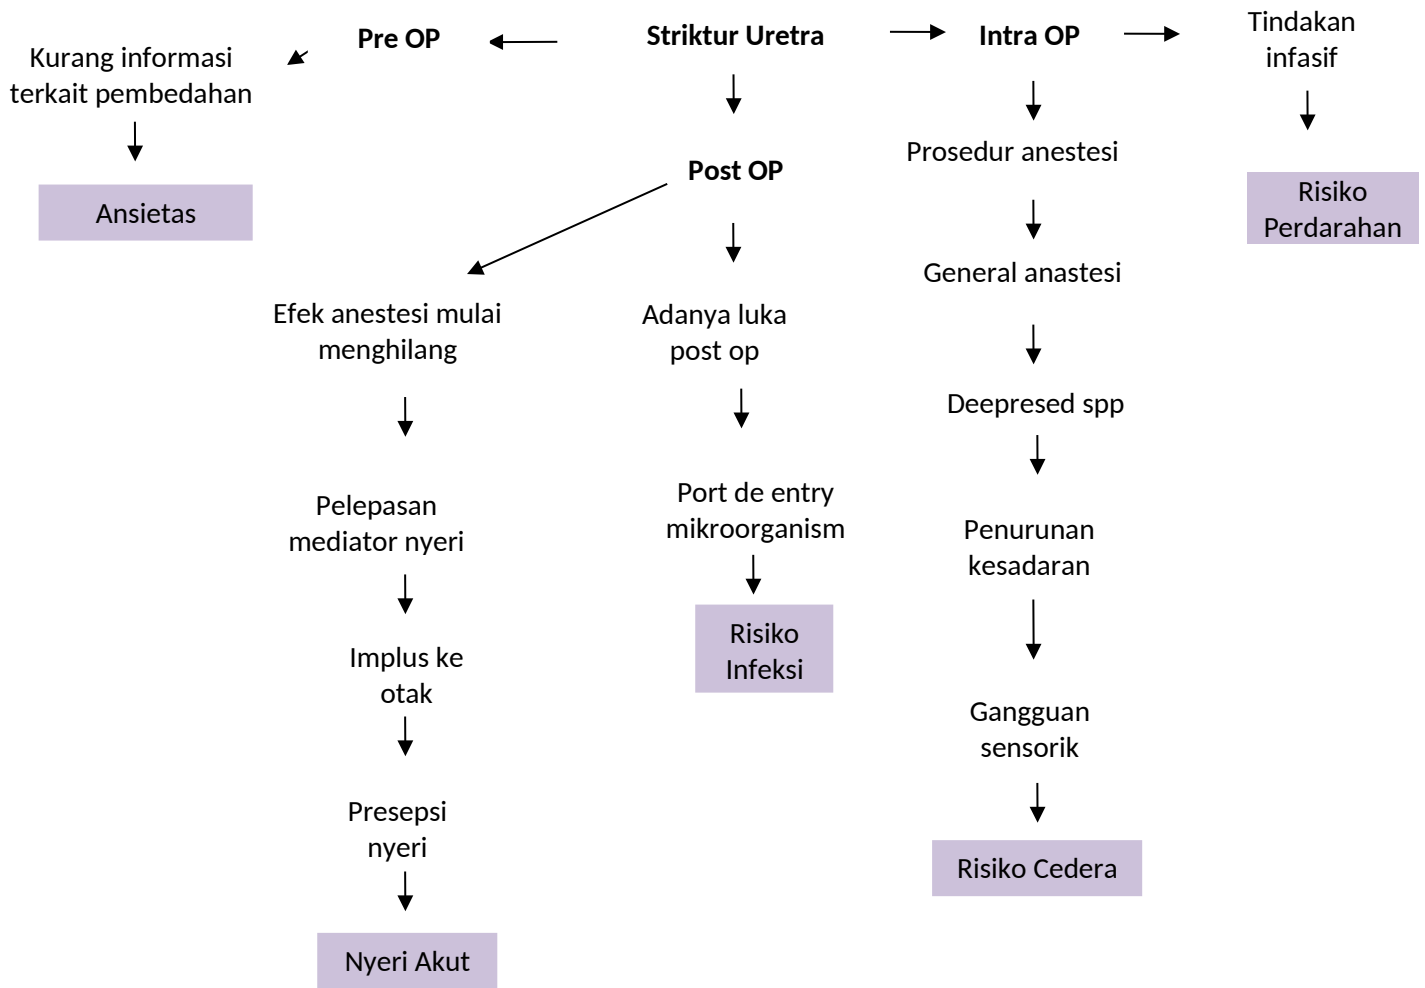 Pre OP
Striktur Uretra
Intra OP
Tindakan
infasif
Kurang informasi
terkait pembedahan
Prosedur anestesi
Post OP
Ansietas
Risiko
Perdarahan
General anastesi
Efek anestesi mulai
menghilang
Adanya luka
post op
Deepresed spp
Pelepasan
mediator nyeri
Port de entry
mikroorganism
Penurunan
kesadaran
Risiko
Infeksi
Implus ke
otak
Gangguan
sensorik
Presepsi
nyeri
Risiko Cedera
Nyeri Akut